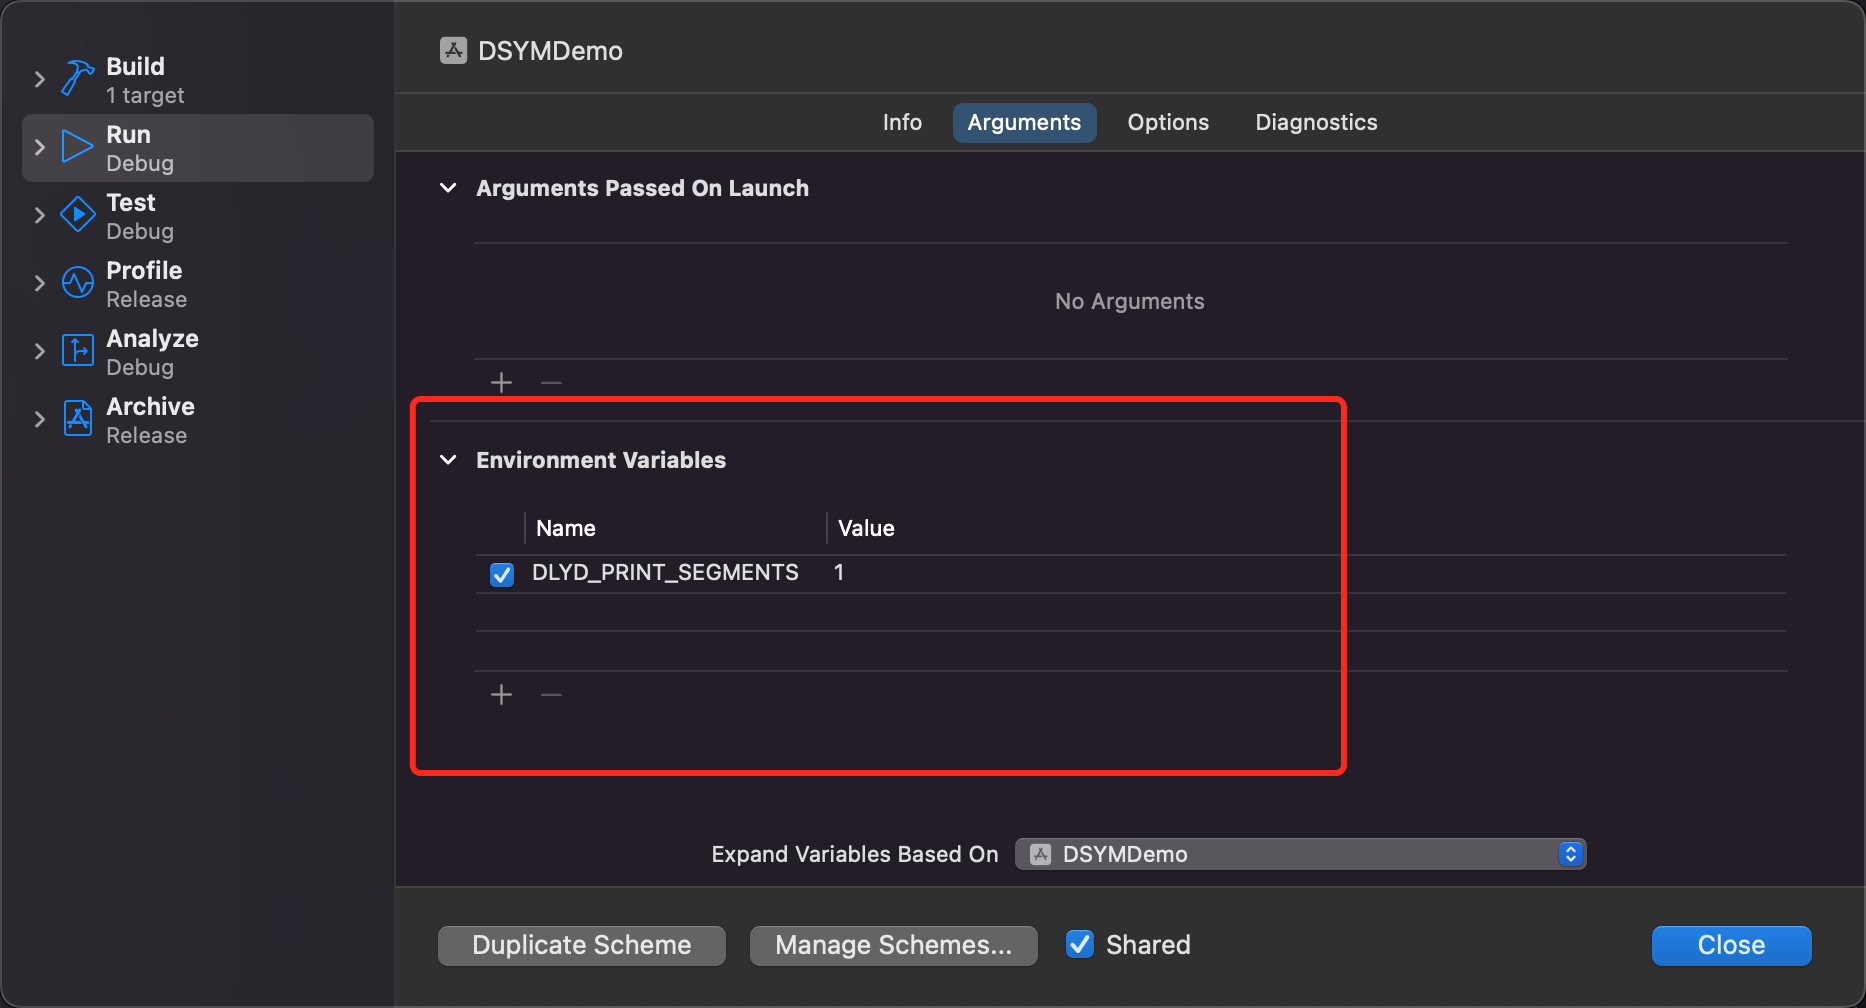 Build
1 target
Run
Debug
Test
Debug
Profile
Release
Analyze
Debug
Archive
Release
DSYMDemo
Info Arguments Options Diagnostics
Arguments Passed On Launch
No Arguments
Environment Variables
Name Value
DLYD_PRINT_SEGMENTS 1
Expand Variables Based On DSYMDemo
Duplicate Scheme Manage Schemes... Shared Close